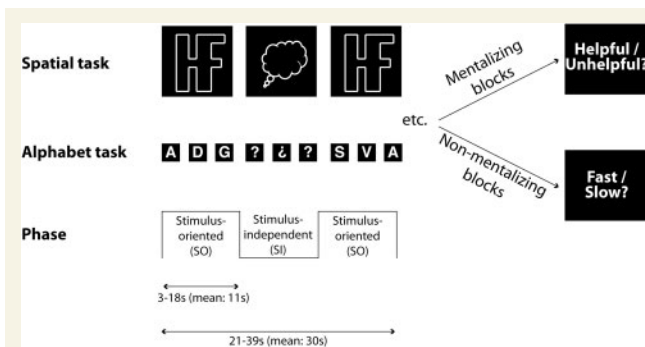 Spatial task
HF
HF
Helpful /
Unhelpful?
Mentalizing
blocks
etc.
Alphabet task
A D G ? ¿ ? S V A
Non-mentalizing
blocks
Fast /
Slow?
Phase
Stimulus-
oriented
(SO)
Stimulus-
independent
(SI)
Stimulus-
oriented
(SO)
3-18s (mean: 11s)
21-39s (mean: 30s)